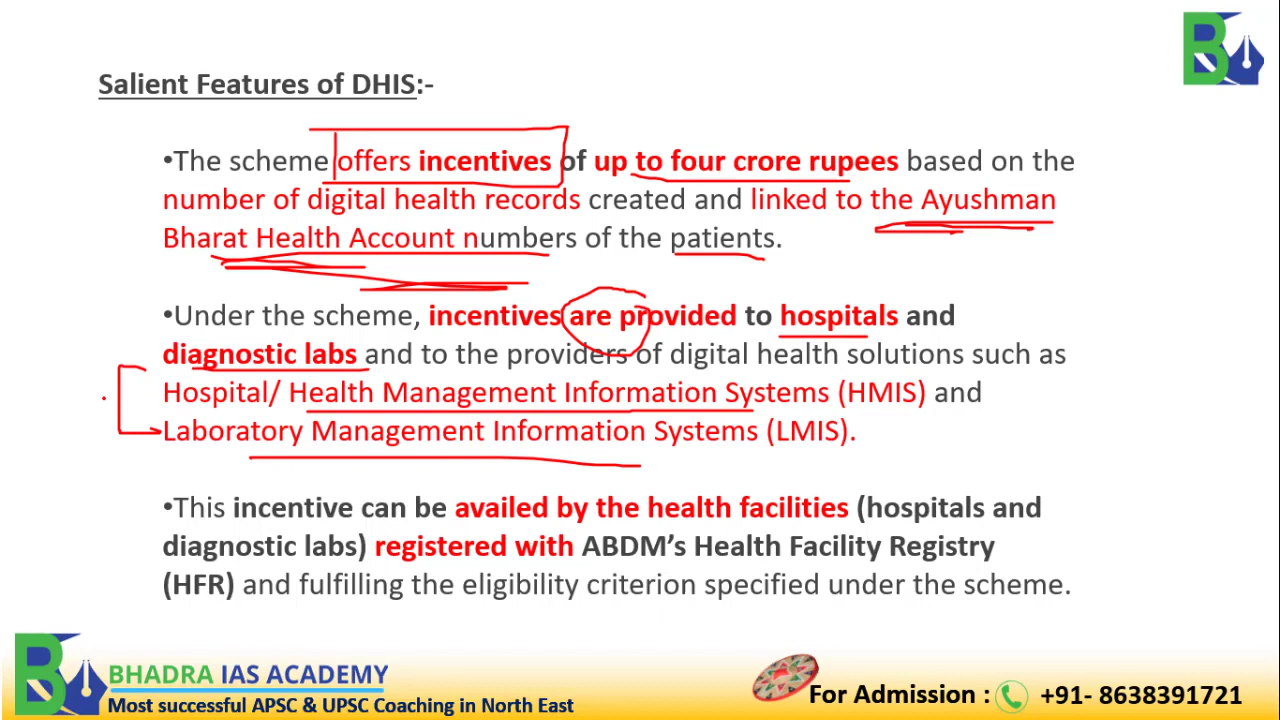 Salient Features of DHIS:-
•The scheme offers incentives of up to four crore rupees based on the
number of digital health records created and linked to the Ayushman
Bharat Health Account numbers of the patients.
•Under the scheme, incentives are provided to hospitals and
diagnostic labs and to the providers of digital health solutions such as
Hospital/ Health Management Information Systems (HMIS) and
Laboratory Management Information Systems (LMIS).
•This incentive can be availed by the health facilities (hospitals and
diagnostic labs) registered with ABDM’s Health Facility Registry
(HFR) and fulfilling the eligibility criterion specified under the scheme.
BHADRA IAS ACADEMY
Most successful APSC & UPSC Coaching in North East
For Admission : +91- 8638391721